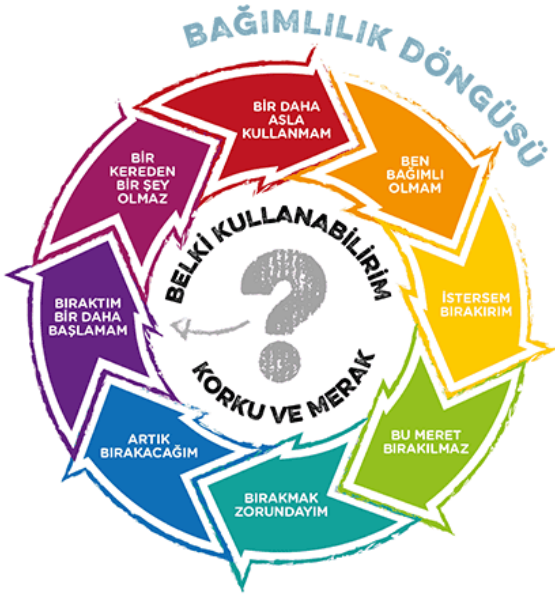 BAĞIMLILIK DÖNGÜSÜ
BİR DAHA
ASLA
KULLANMAM
BEN
BAĞIMLI
OLMAM
İSTERSEM
BIRAKIRIM
BU MERET
BIRAKILMAZ
BIRAKMAK
ZORUNDAYIM
ARTIK
BIRAKACAĞIM
BIRAKTIM
BİR DAHA
BAŞLAMAM
BİR
KEREDEN
BİR ŞEY
OLMAZ
BELKİ KULLANABİLİRİM
?
KORKU VE MERAK